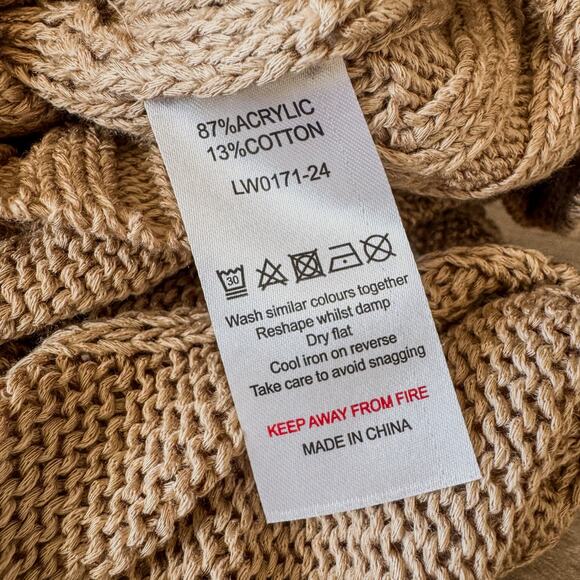 87%ACRYLIC
13%COTTON
LW0171-24
30
Wash similar colours together
Reshape whilst damp
Dry flat
Cool iron on reverse
Take care to avoid snagging
KEEP AWAY FROM FIRE
MADE IN CHINA